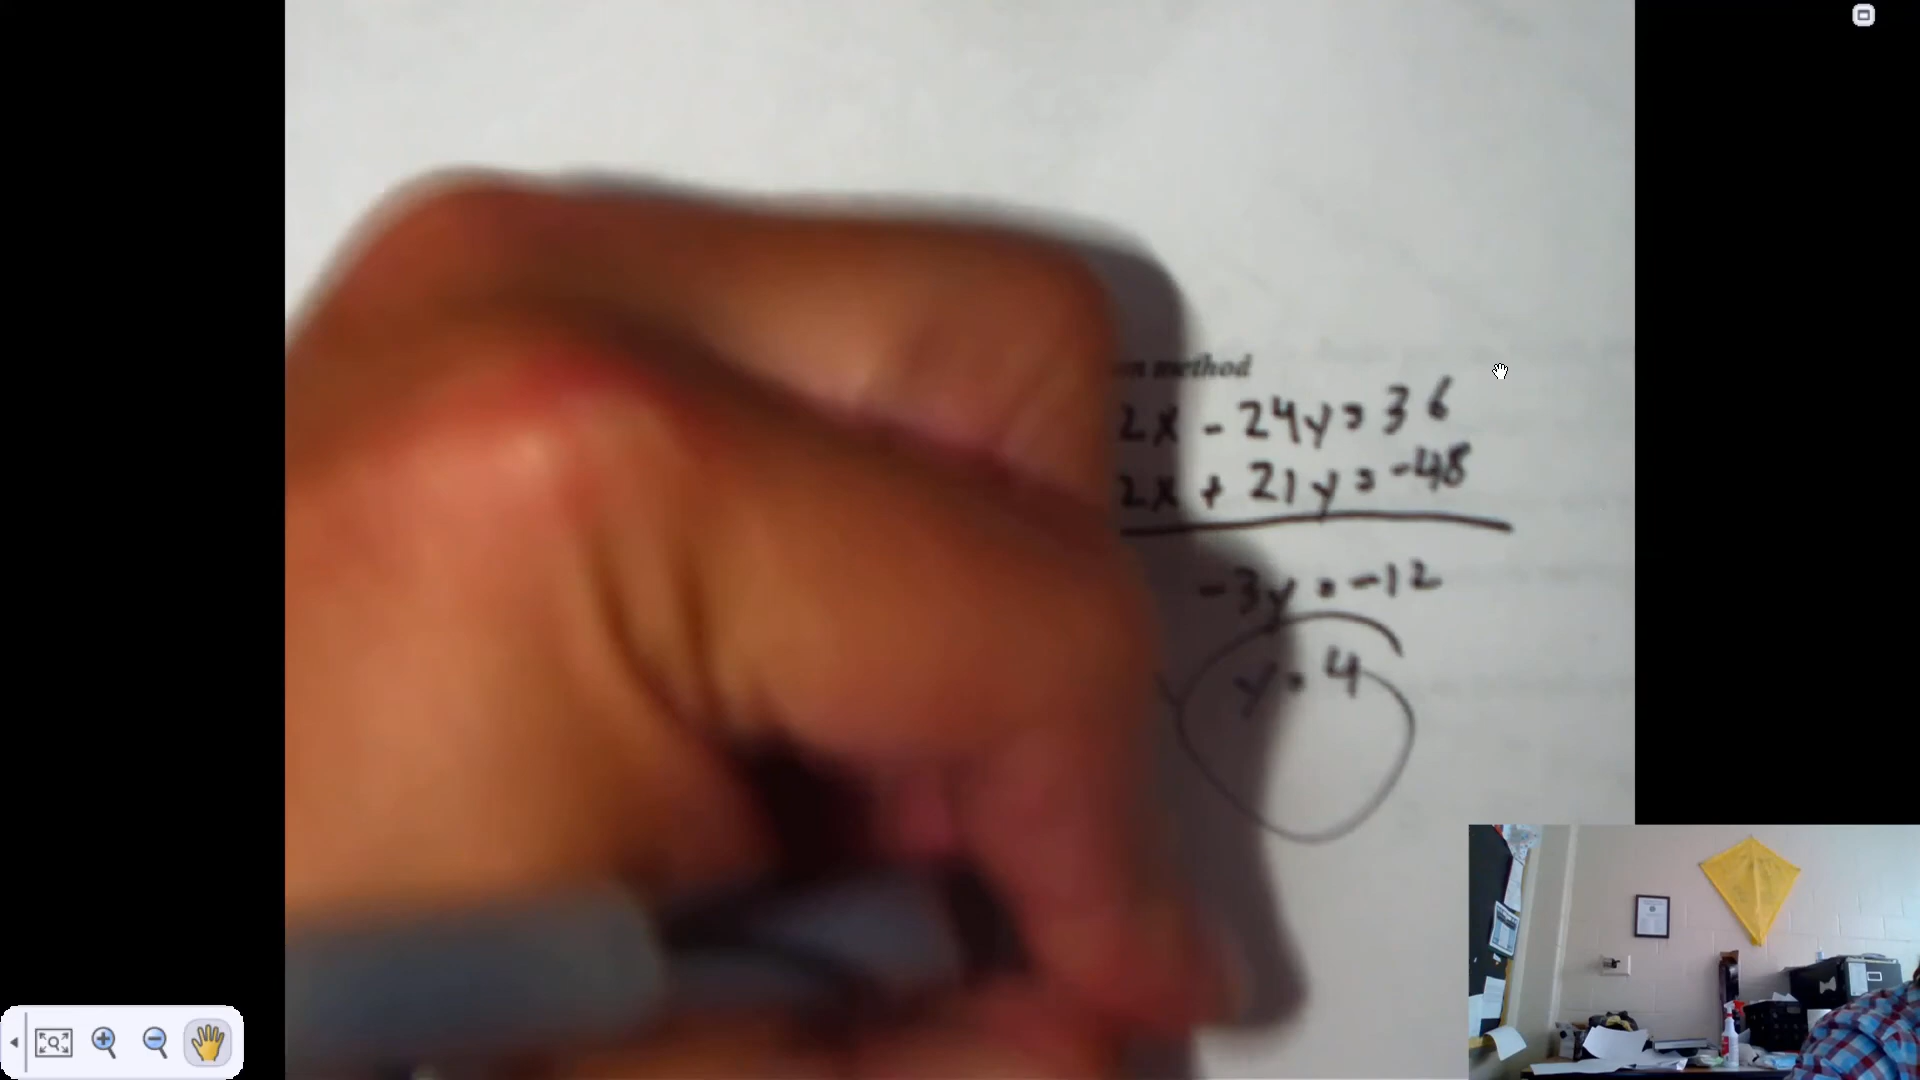 method
2x - 24y = 36
2x + 21y = -48
-3y = -12
y = 4